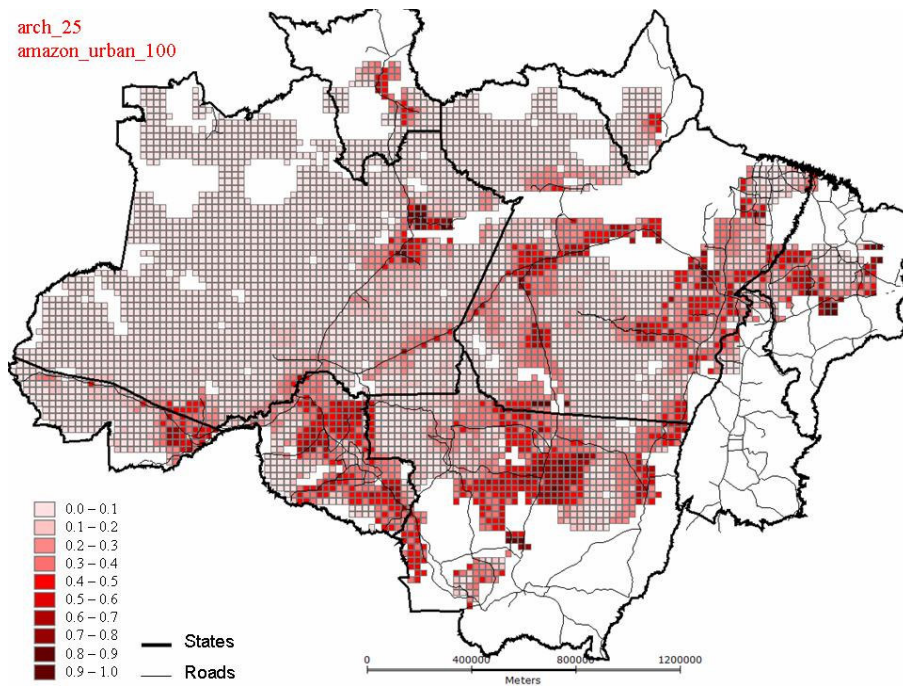 arch_25
amazon_urban_100
0.0 – 0.1
0.1 – 0.2
0.2 – 0.3
0.3 – 0.4
0.4 – 0.5
0.5 – 0.6
0.6 – 0.7
0.7 – 0.8
0.8 – 0.9
0.9 – 1.0
States
Roads
0 400000 800000 1200000
Meters